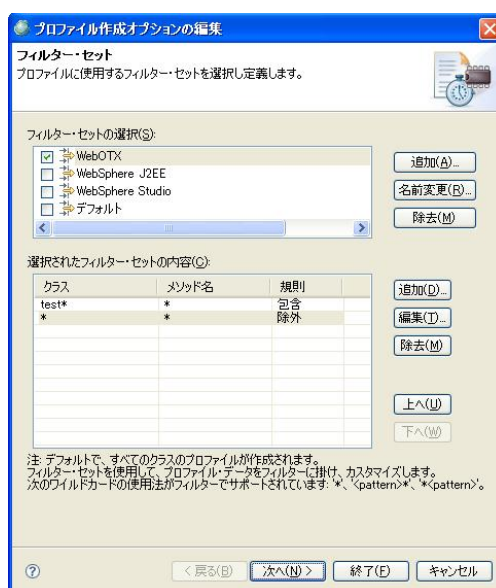 プロファイル作成オプションの編集
フィルター・セット
プロファイルに使用するフィルター・セットを選択し定義します。
フィルター・セットの選択(S):
WebOTX
WebSphere J2EE
WebSphere Studio
デフォルト
追加(A)...
名前変更(R)...
除去(M)
選択されたフィルター・セットの内容(C):
クラス メソッド名 規則
test* * 包含
* * 除外
追加(D)...
編集(T)...
除去(M)
上へ(U)
下へ(W)
注: デフォルトで、すべてのクラスのプロファイルが作成されます。
フィルター・セットを使用して、プロファイル・データをフィルターに掛け、カスタマイズします。
次のワイルドカードの使用法がフィルターでサポートされています: '*'、'<pattern>*'、'*<pattern>'。
?
< 戻る(B) 次へ(N) > 終了(F) キャンセル